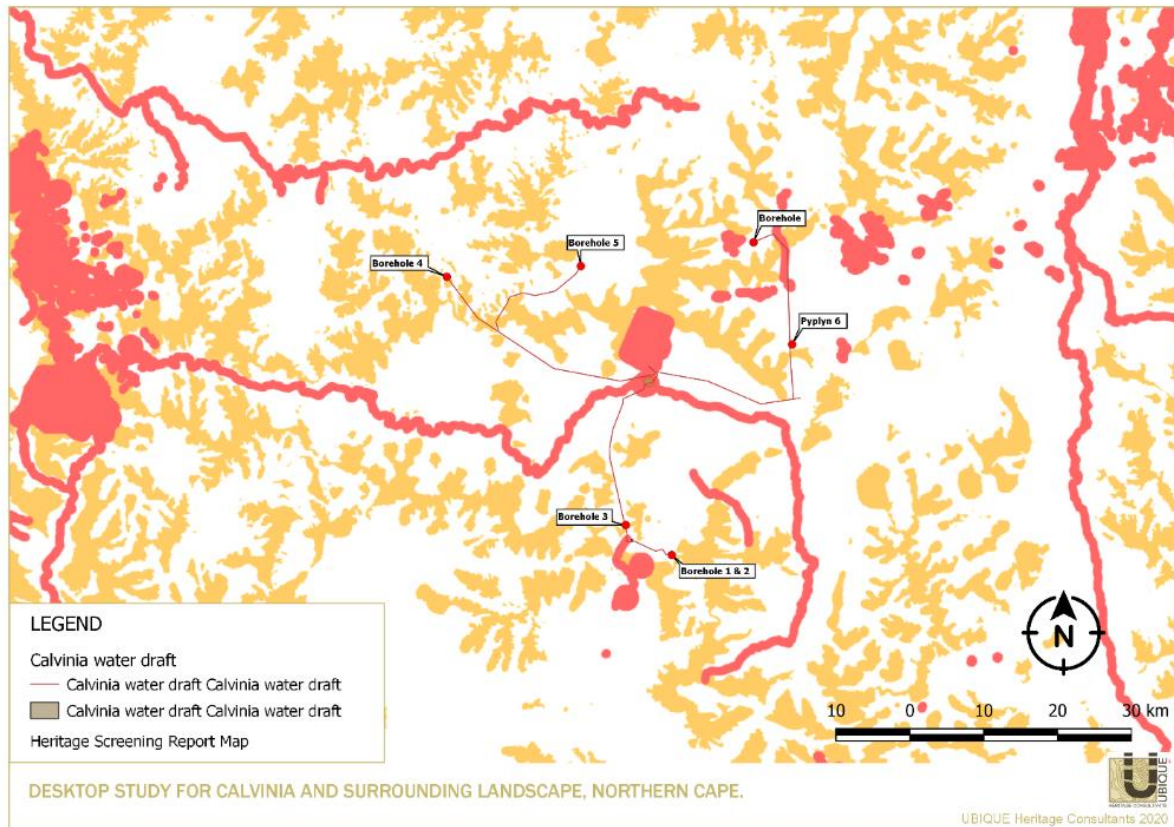 Borehole
Borehole 5
Borehole 4
Pyplyn 6
Borehole 3
Borehole 1 & 2
N
LEGEND
Calvinia water draft
Calvinia water draft Calvinia water draft
Calvinia water draft Calvinia water draft
Heritage Screening Report Map
10 0 10 20 30 km
DESKTOP STUDY FOR CALVINIA AND SURROUNDING LANDSCAPE, NORTHERN CAPE.
U
UBIQUE
HERITAGE CONSULTANTS
UBIQUE Heritage Consultants 2020